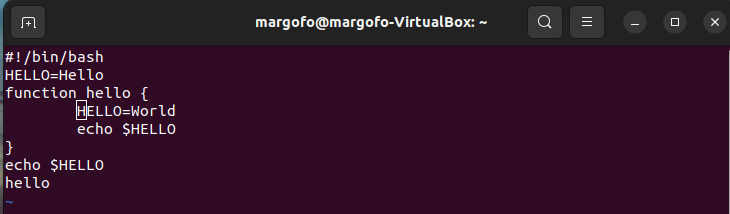 margofo@margofo-VirtualBox: ~
#!/bin/bash
HELLO=Hello
function hello {
        HELLO=World
        echo $HELLO
}
echo $HELLO
hello
~